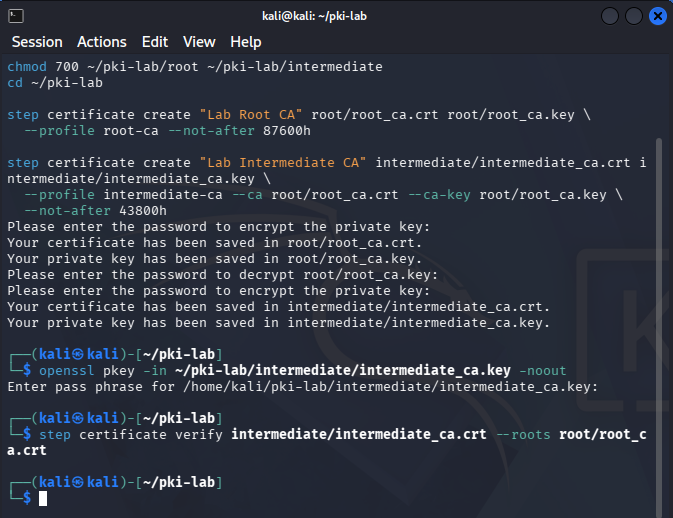 kali@kali: ~/pki-lab
Session Actions Edit View Help
chmod 700 ~/pki-lab/root ~/pki-lab/intermediate
cd ~/pki-lab
step certificate create "Lab Root CA" root/root_ca.crt root/root_ca.key \
--profile root-ca --not-after 87600h
step certificate create "Lab Intermediate CA" intermediate/intermediate_ca.crt i
ntermediate/intermediate_ca.key \
--profile intermediate-ca --ca root/root_ca.crt --ca-key root/root_ca.key \
--not-after 43800h
Please enter the password to encrypt the private key:
Your certificate has been saved in root/root_ca.crt.
Your private key has been saved in root/root_ca.key.
Please enter the password to decrypt root/root_ca.key:
Please enter the password to encrypt the private key:
Your certificate has been saved in intermediate/intermediate_ca.crt.
Your private key has been saved in intermediate/intermediate_ca.key.
┌──(kali㉿kali)-[~/pki-lab]
└─$ openssl pkey -in ~/pki-lab/intermediate/intermediate_ca.key -noout
Enter pass phrase for /home/kali/pki-lab/intermediate/intermediate_ca.key:
┌──(kali㉿kali)-[~/pki-lab]
└─$ step certificate verify intermediate/intermediate_ca.crt --roots root/root_c
a.crt
┌──(kali㉿kali)-[~/pki-lab]
└─$